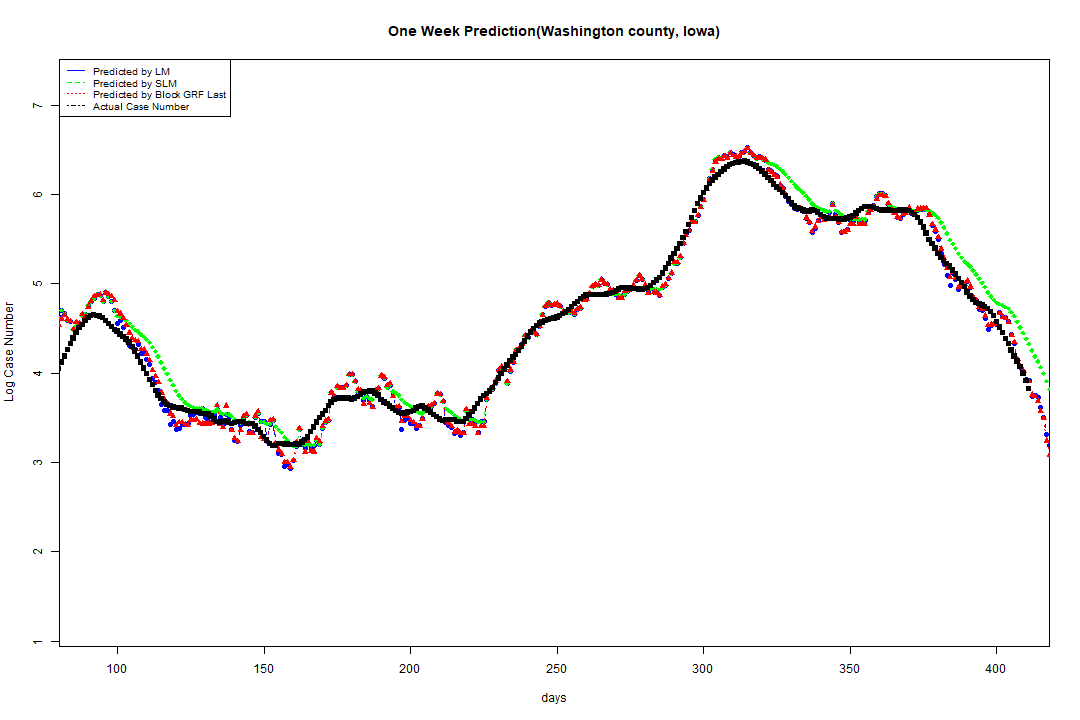 One Week Prediction(Washington county, Iowa)
Predicted by LM
Predicted by SLM
Predicted by Block GRF Last
Actual Case Number
7
6
5
4
3
2
1
Log Case Number
100 150 200 250 300 350 400
days